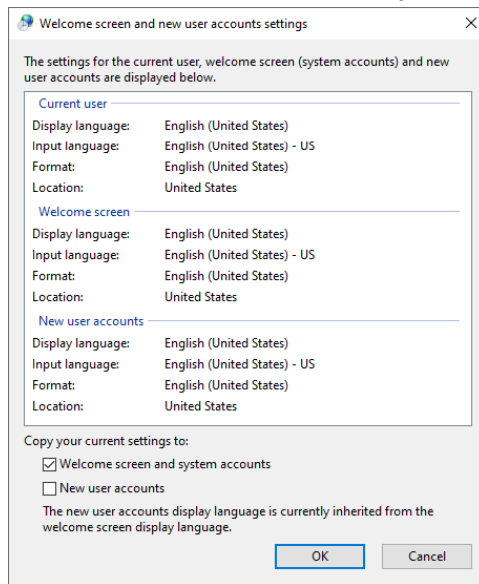 Welcome screen and new user accounts settings
The settings for the current user, welcome screen (system accounts) and new
user accounts are displayed below.
Current user
Display language: English (United States)
Input language: English (United States) - US
Format: English (United States)
Location: United States
Welcome screen
Display language: English (United States)
Input language: English (United States) - US
Format: English (United States)
Location: United States
New user accounts
Display language: English (United States)
Input language: English (United States) - US
Format: English (United States)
Location: United States
Copy your current settings to:
Welcome screen and system accounts
New user accounts
The new user accounts display language is currently inherited from the
welcome screen display language.
OK Cancel